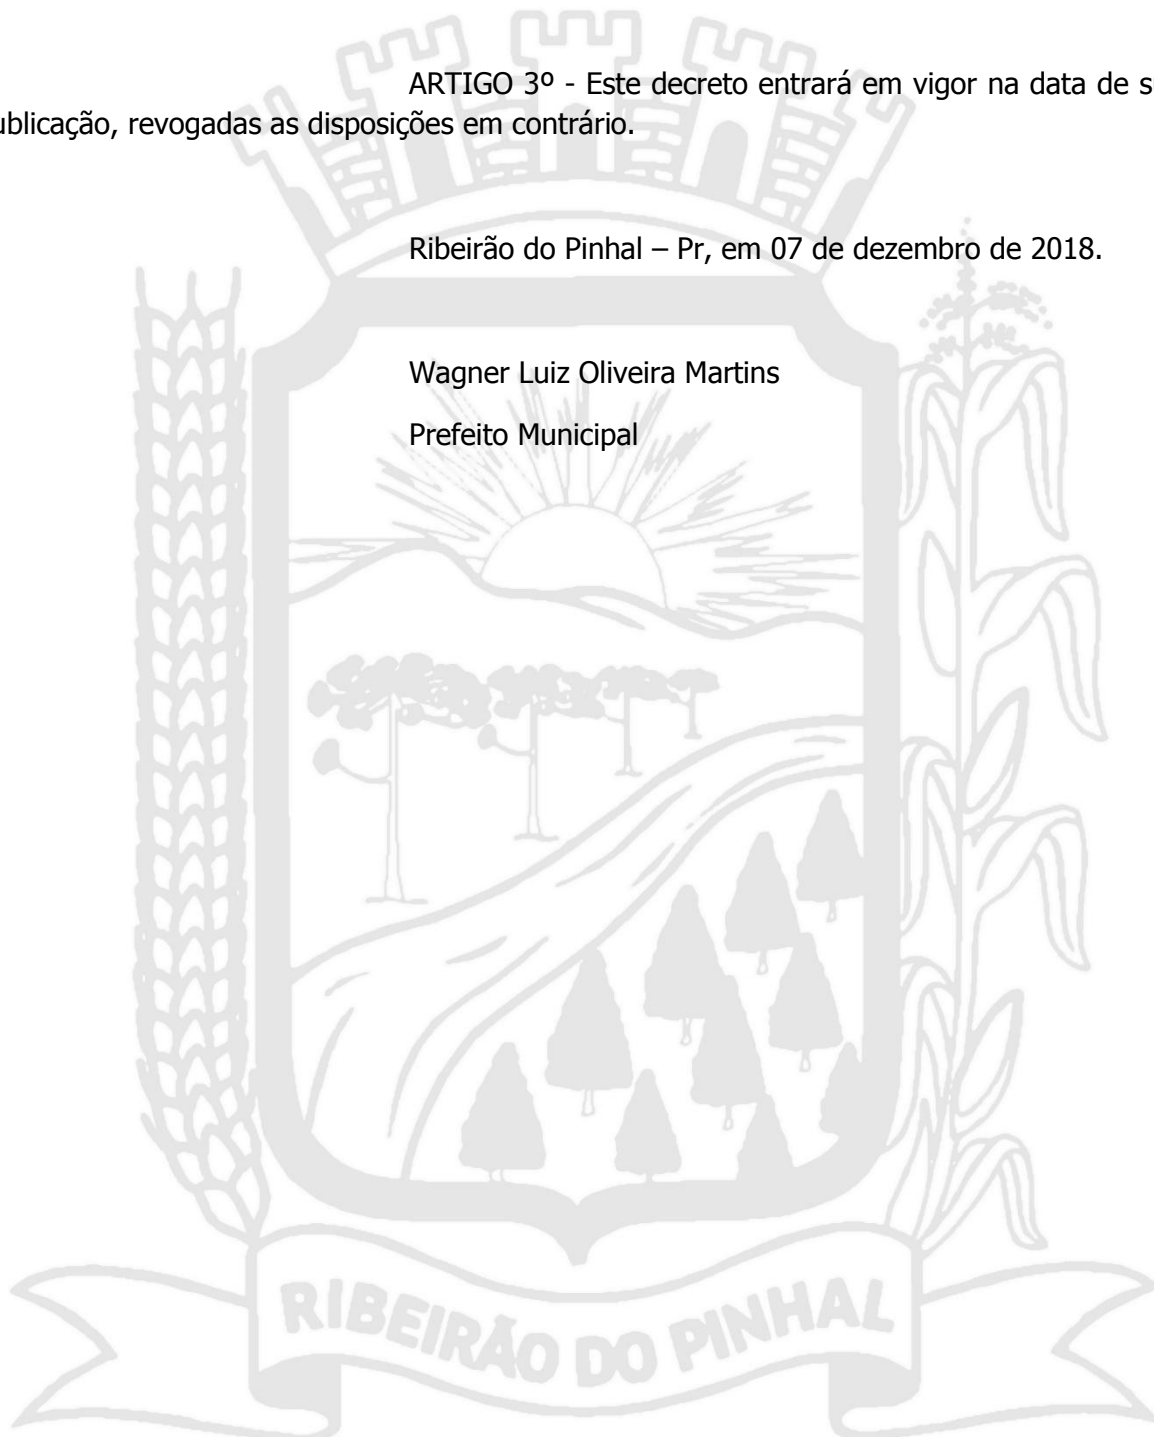 ARTIGO 3º - Este decreto entrará em vigor na data de s
ublicação, revogadas as disposições em contrário.
Ribeirão do Pinhal – Pr, em 07 de dezembro de 2018.
Wagner Luiz Oliveira Martins
Prefeito Municipal
RIBEIRÃO DO PINHAL